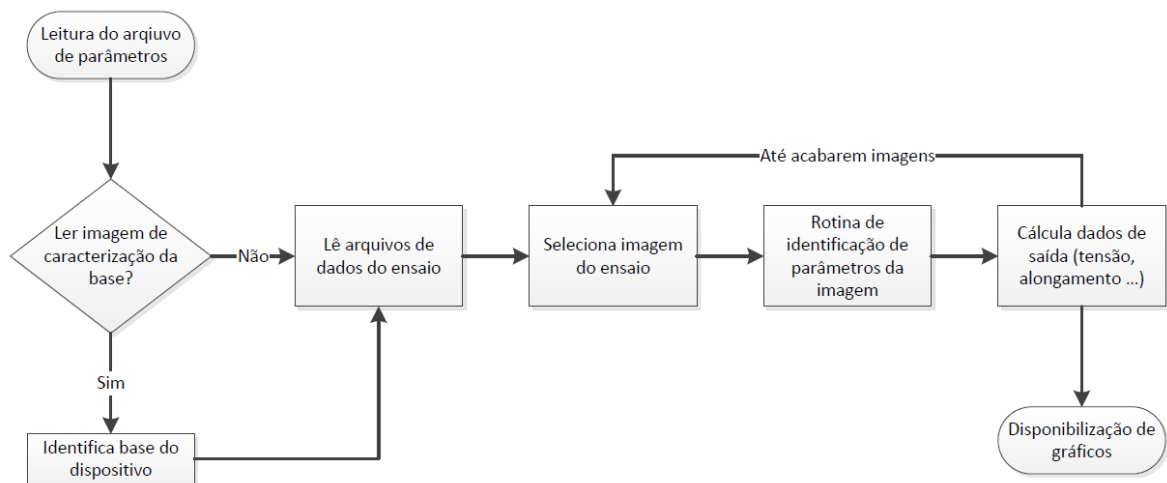 Leitura do arqiuvo
de parâmetros
Até acabarem imagens
Ler imagem de
caracterização da
base?
Não
Lê arquivos de
dados do ensaio
Seleciona imagem
do ensaio
Rotina de
identificação de
parâmetros da
imagem
Cálcula dados de
saída (tensão,
alongamento ...)
Sim
Identifica base do
dispositivo
Disponibilização de
gráficos